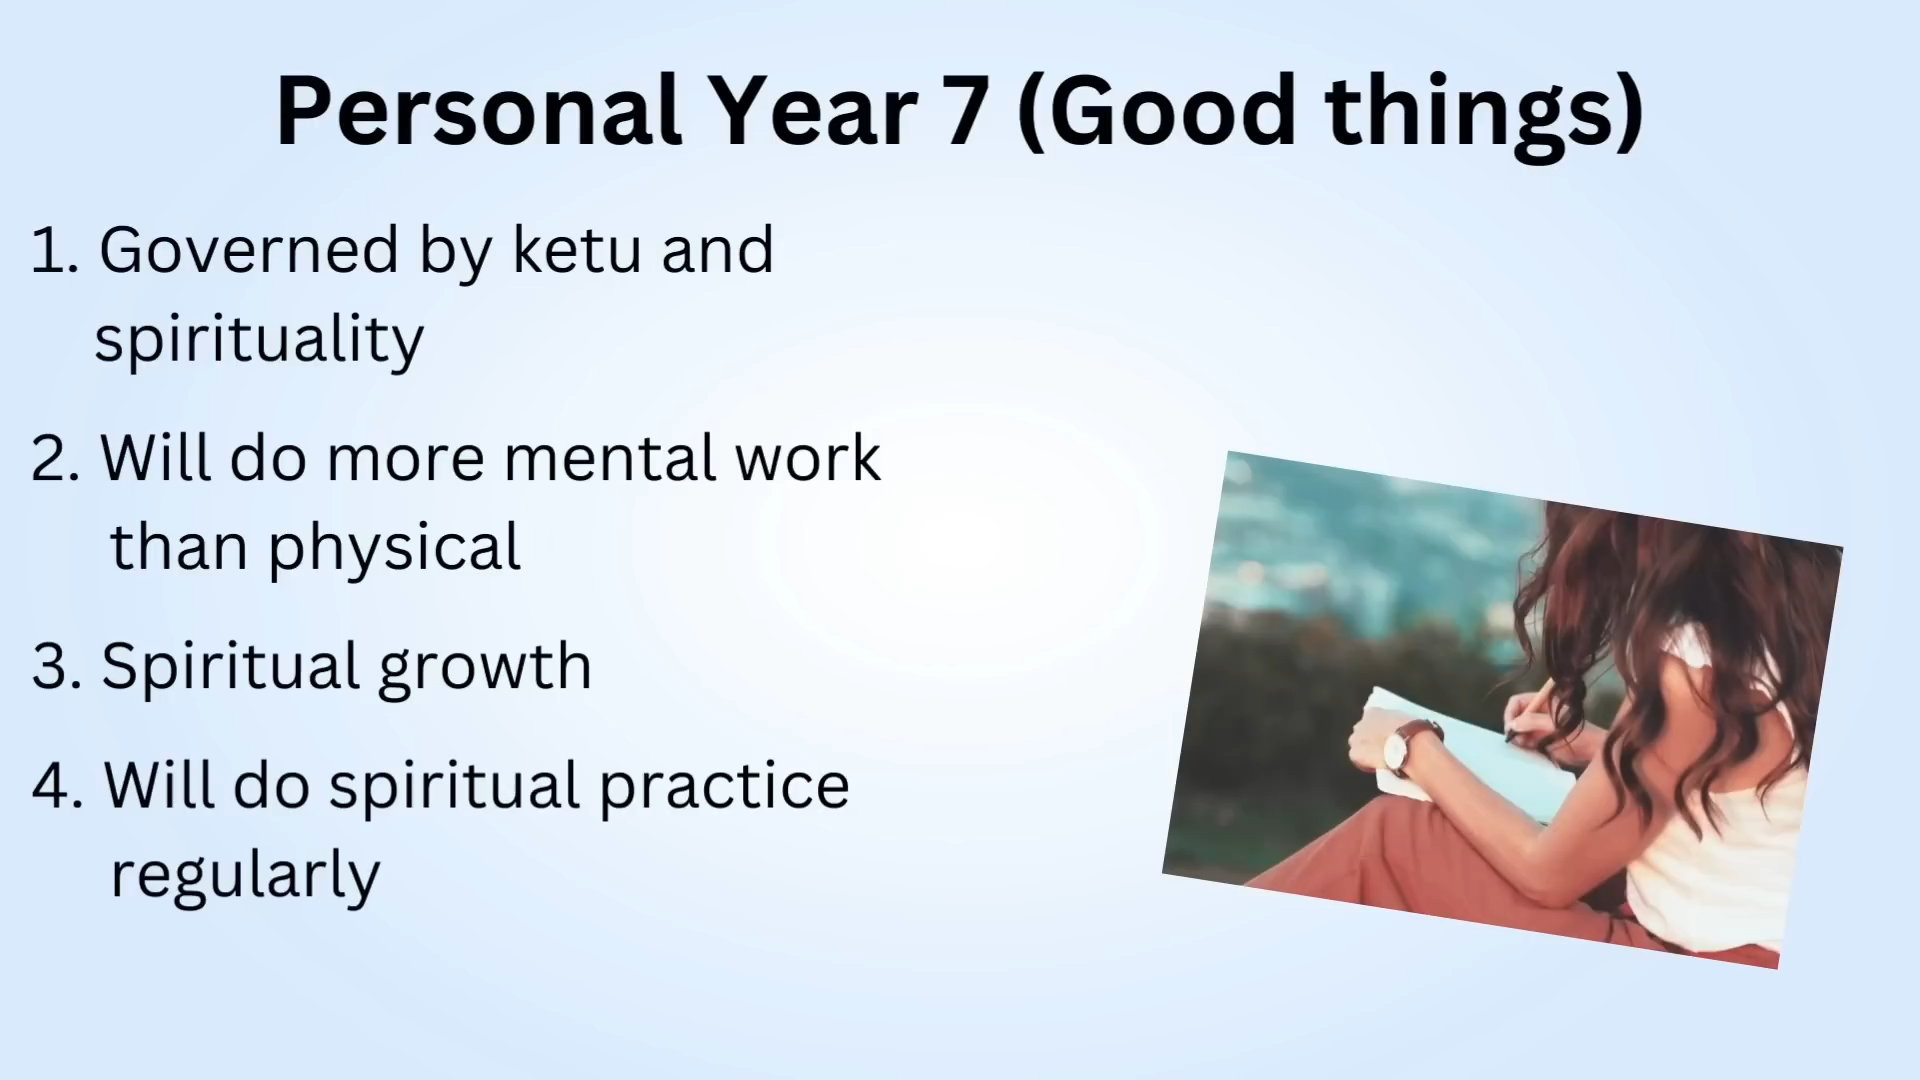 Personal Year 7 (Good things)
1. Governed by ketu and
spirituality
2. Will do more mental work
than physical
3. Spiritual growth
4. Will do spiritual practice
regularly